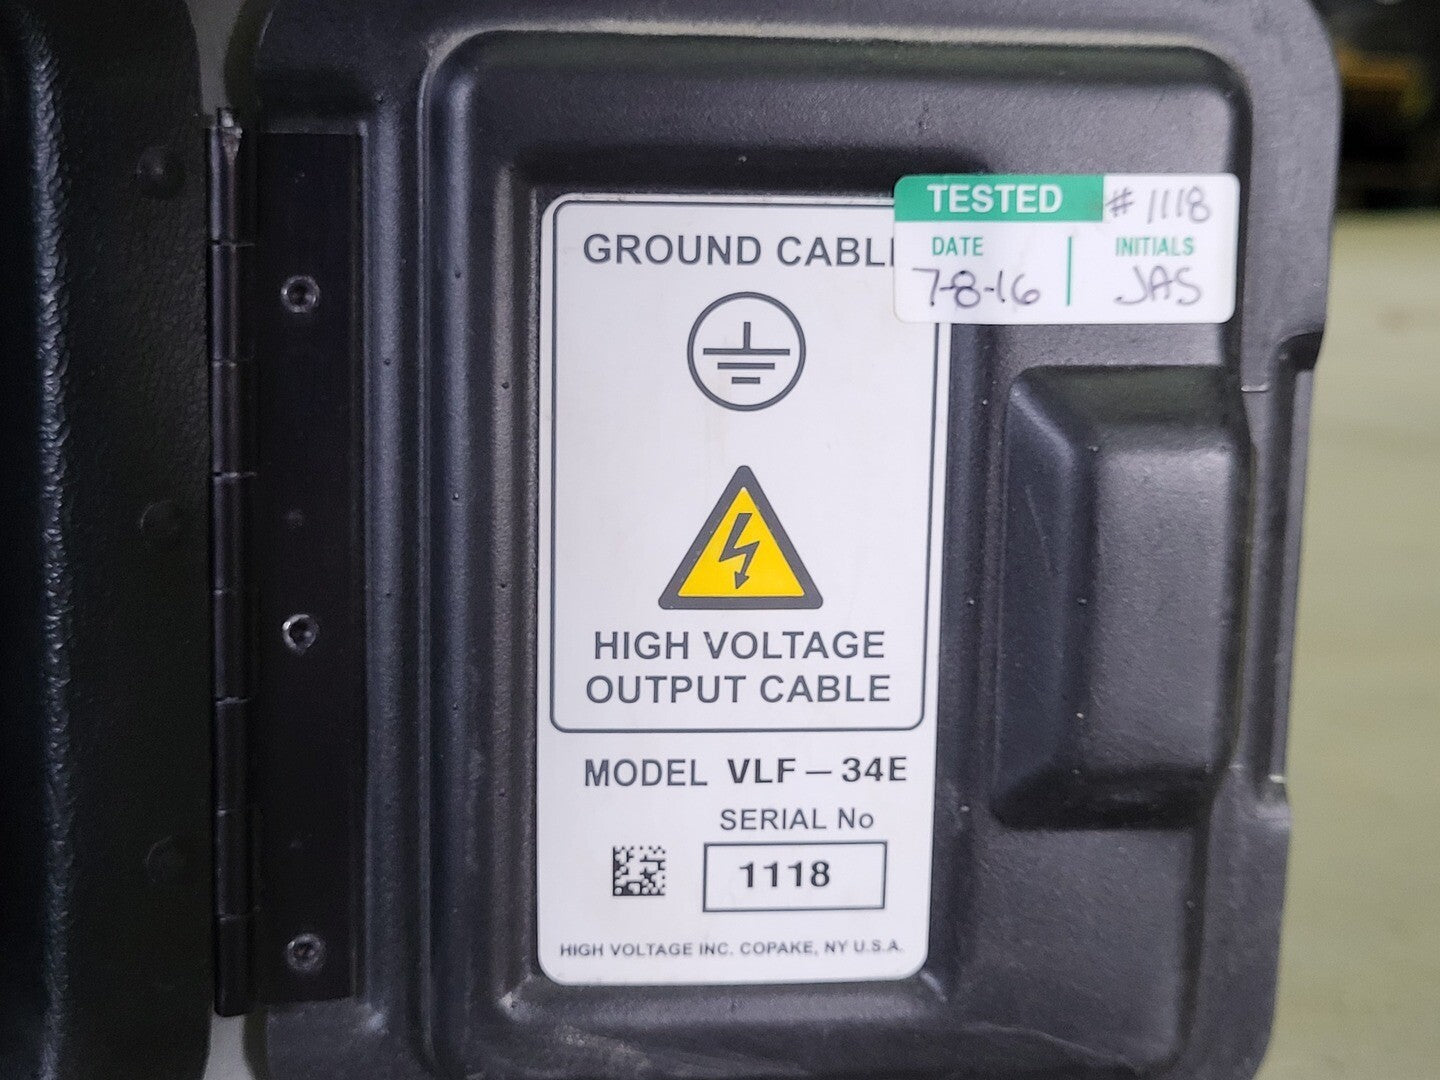 TESTED # 1118
DATE INITIALS
7-8-16 JAS
GROUND CABL
HIGH VOLTAGE
OUTPUT CABLE
MODEL VLF – 34E
SERIAL No
1118
HIGH VOLTAGE INC. COPAKE, NY U.S.A.